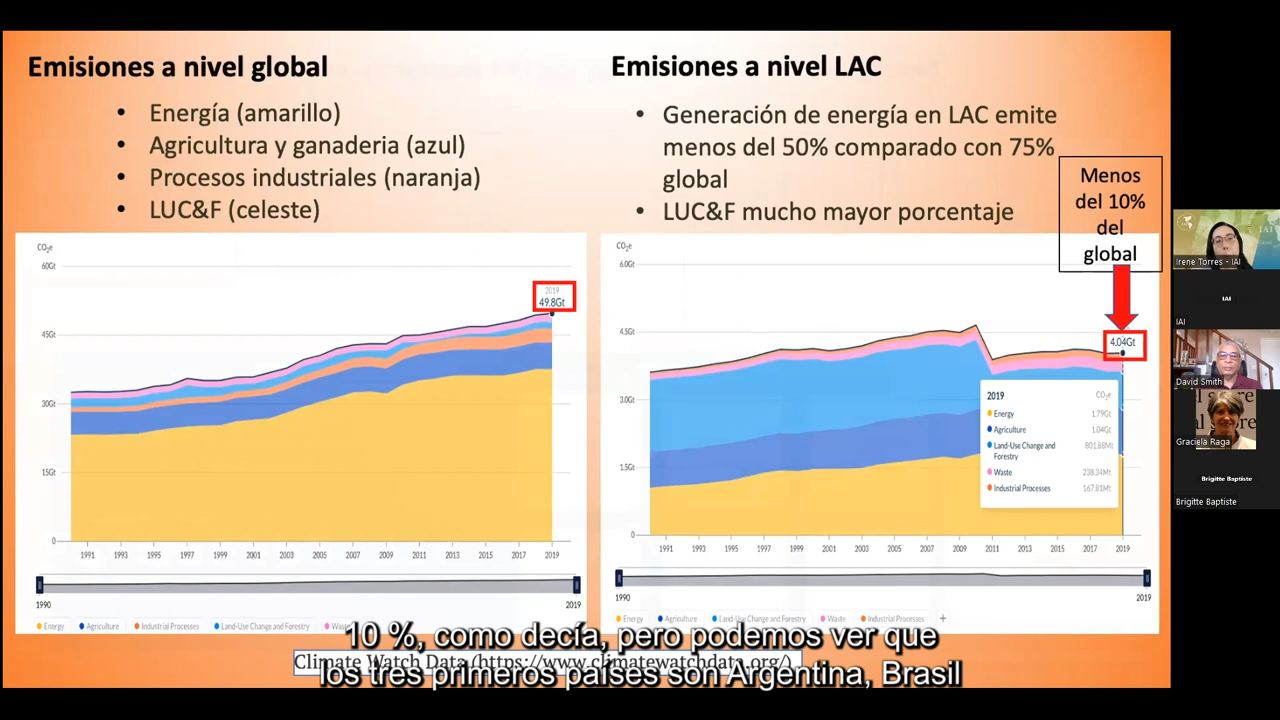 Emisiones a nivel global
• Energía (amarillo)
• Agricultura y ganaderia (azul)
• Procesos industriales (naranja)
• LUC&F (celeste)
Emisiones a nivel LAC
• Generación de energía en LAC emite
menos del 50% comparado con 75%
global
• LUC&F mucho mayor porcentaje
Menos
del 10%
del
global
CO₂e
60Gt
45Gt
30Gt
15Gt
0
2019
49.8Gt
1991 1993 1995 1997 1999 2001 2003 2005 2007 2009 2011 2013 2015 2017 2019
1990 2019
Energy Agriculture Industrial Processes Land-Use Change and Forestry
CO₂e
6.0Gt
4.5Gt
3.0Gt
1.5Gt
0
4.04Gt
2019 CO₂e
Energy 1.79Gt
Agriculture 1.04Gt
Land-Use Change and 801.88Mt
Forestry
Waste 238.34Mt
Industrial Processes 167.81Mt
1991 1993 1995 1997 1999 2001 2003 2005 2007 2009 2011 2013 2015 2017 2019
1990 2019
Energy Agriculture Land-Use Change and Forestry Waste Industrial Processes +
Climate Watch Data (https://www.climatewatchdata.org/)
10 %, como decía, pero podemos ver que
los tres primeros países son Argentina, Brasil
IAI
Irene Torres - IAI
IAI
IAI
David Smith
Graciela Raga
Brigitte Baptiste
Brigitte Baptiste